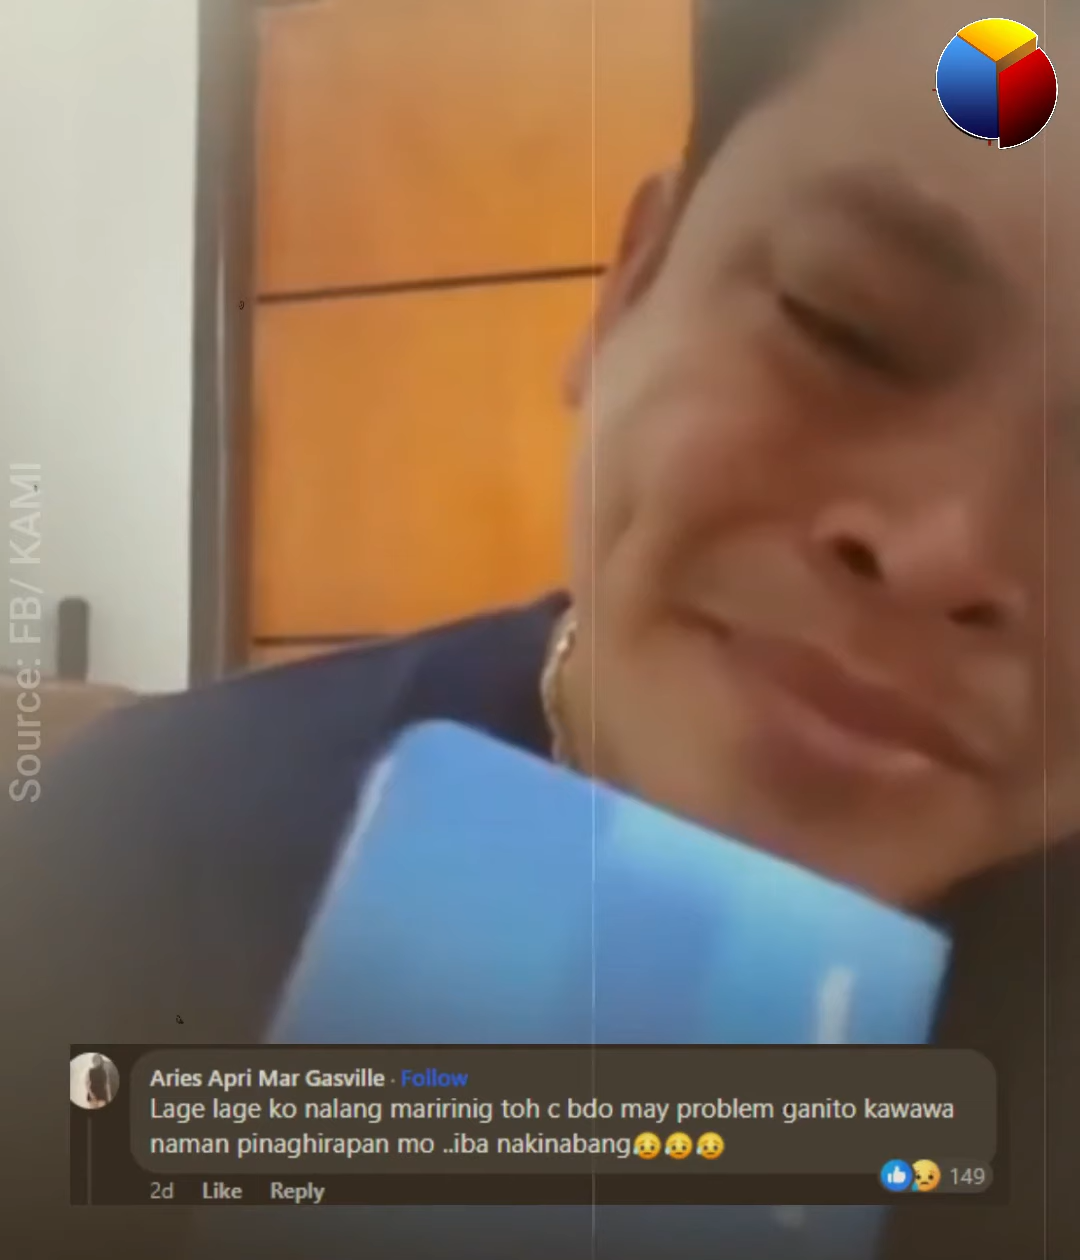 Source: FB/ KAMI
Aries Apri Mar Gasville · Follow
Lage lage ko nalang maririnig toh c bdo may problem ganito kawawa
naman pinaghirapan mo ..iba nakinabang😥😥😥
2d Like Reply 149